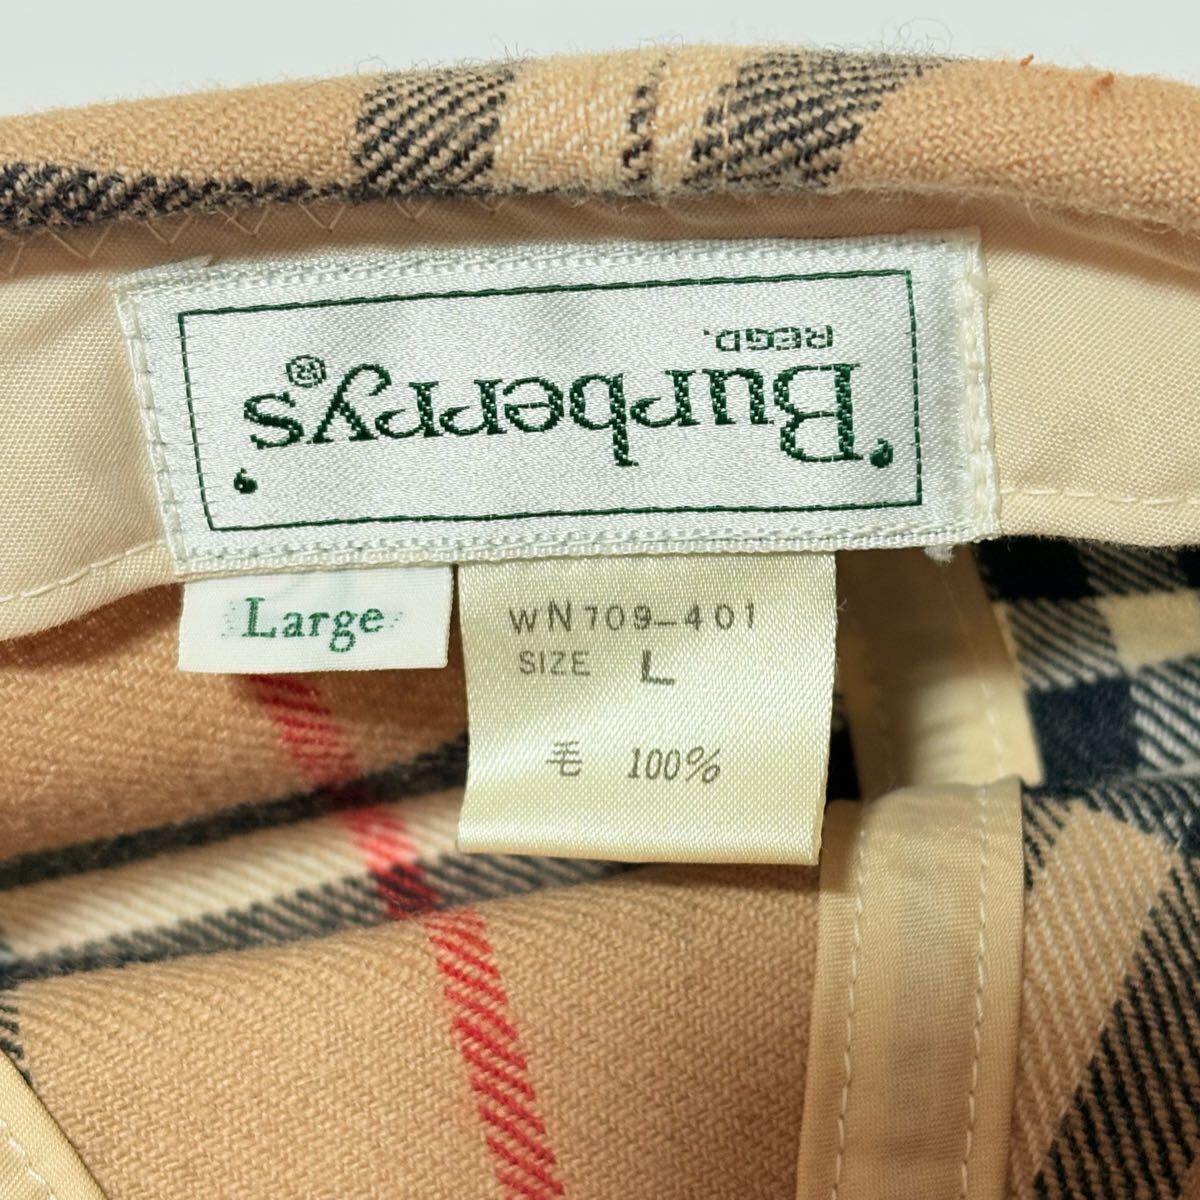 REGD.
'Burberrys'®
Large
WN709-401
SIZE L
毛 100%